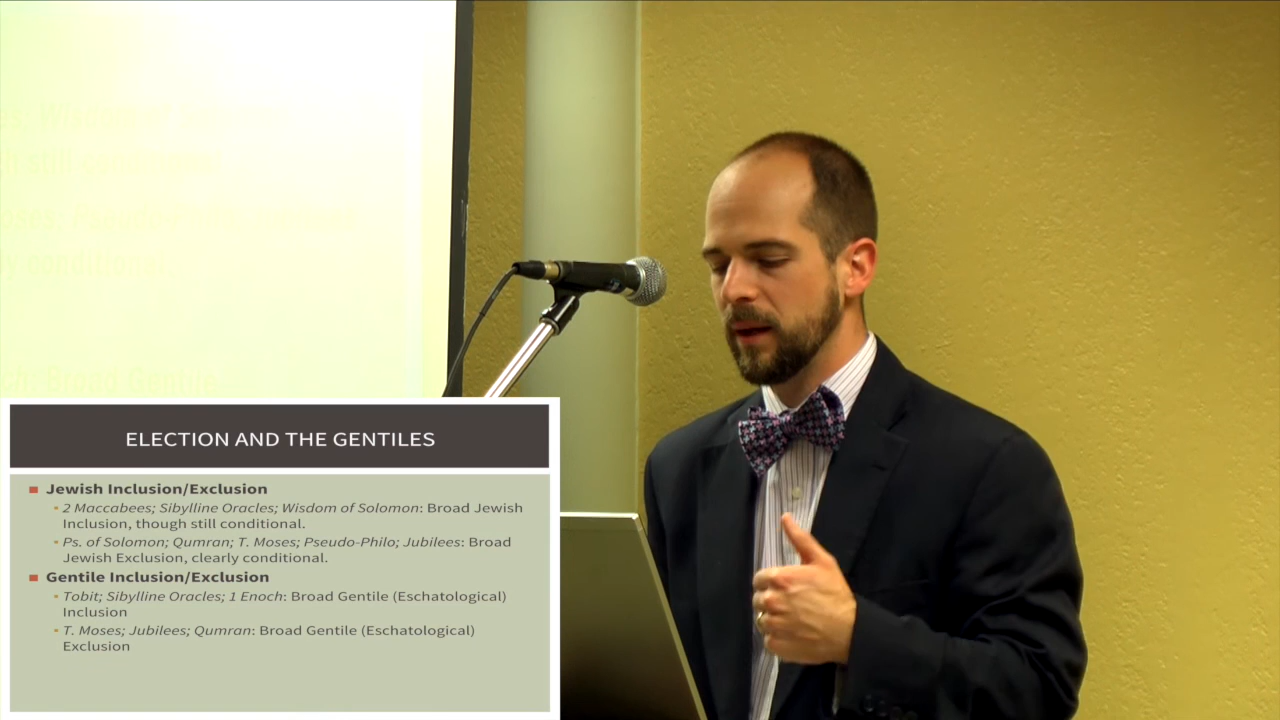 ELECTION AND THE GENTILES
Jewish Inclusion/Exclusion
2 Maccabees; Sibylline Oracles; Wisdom of Solomon: Broad Jewish
Inclusion, though still conditional.
Ps. of Solomon; Qumran; T. Moses; Pseudo-Philo; Jubilees: Broad
Jewish Exclusion, clearly conditional.
Gentile Inclusion/Exclusion
Tobit; Sibylline Oracles; 1 Enoch: Broad Gentile (Eschatological)
Inclusion
T. Moses; Jubilees; Qumran: Broad Gentile (Eschatological)
Exclusion